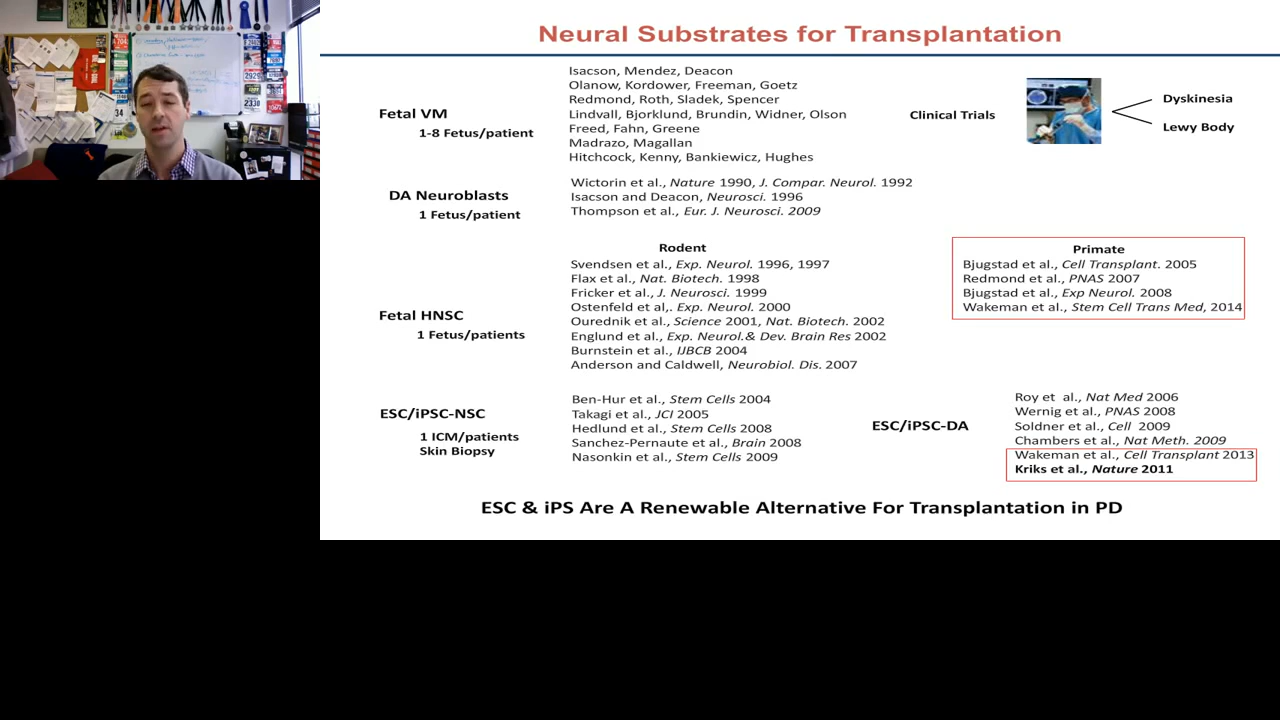 Neural Substrates for Transplantation
Fetal VM
1-8 Fetus/patient
Isacson, Mendez, Deacon
Olanow, Kordower, Freeman, Goetz
Redmond, Roth, Sladek, Spencer
Lindvall, Bjorklund, Brundin, Widner, Olson
Freed, Fahn, Greene
Madrazo, Magallan
Hitchcock, Kenny, Bankiewicz, Hughes
Clinical Trials
Dyskinesia
Lewy Body
DA Neuroblasts
1 Fetus/patient
Wictorin et al., Nature 1990, J. Compar. Neurol. 1992
Isacson and Deacon, Neurosci. 1996
Thompson et al., Eur. J. Neurosci. 2009
Fetal HNSC
1 Fetus/patients
Rodent
Svendsen et al., Exp. Neurol. 1996, 1997
Flax et al., Nat. Biotech. 1998
Fricker et al., J. Neurosci. 1999
Ostenfeld et al,. Exp. Neurol. 2000
Ourednik et al., Science 2001, Nat. Biotech. 2002
Englund et al., Exp. Neurol.& Dev. Brain Res 2002
Burnstein et al., IJBCB 2004
Anderson and Caldwell, Neurobiol. Dis. 2007
Primate
Bjugstad et al., Cell Transplant. 2005
Redmond et al., PNAS 2007
Bjugstad et al., Exp Neurol. 2008
Wakeman et al., Stem Cell Trans Med, 2014
ESC/iPSC-NSC
1 ICM/patients
Skin Biopsy
Ben-Hur et al., Stem Cells 2004
Takagi et al., JCI 2005
Hedlund et al., Stem Cells 2008
Sanchez-Pernaute et al., Brain 2008
Nasonkin et al., Stem Cells 2009
ESC/iPSC-DA
Roy et al., Nat Med 2006
Wernig et al., PNAS 2008
Soldner et al., Cell 2009
Chambers et al., Nat Meth. 2009
Wakeman et al., Cell Transplant 2013
Kriks et al., Nature 2011
ESC & iPS Are A Renewable Alternative For Transplantation in PD